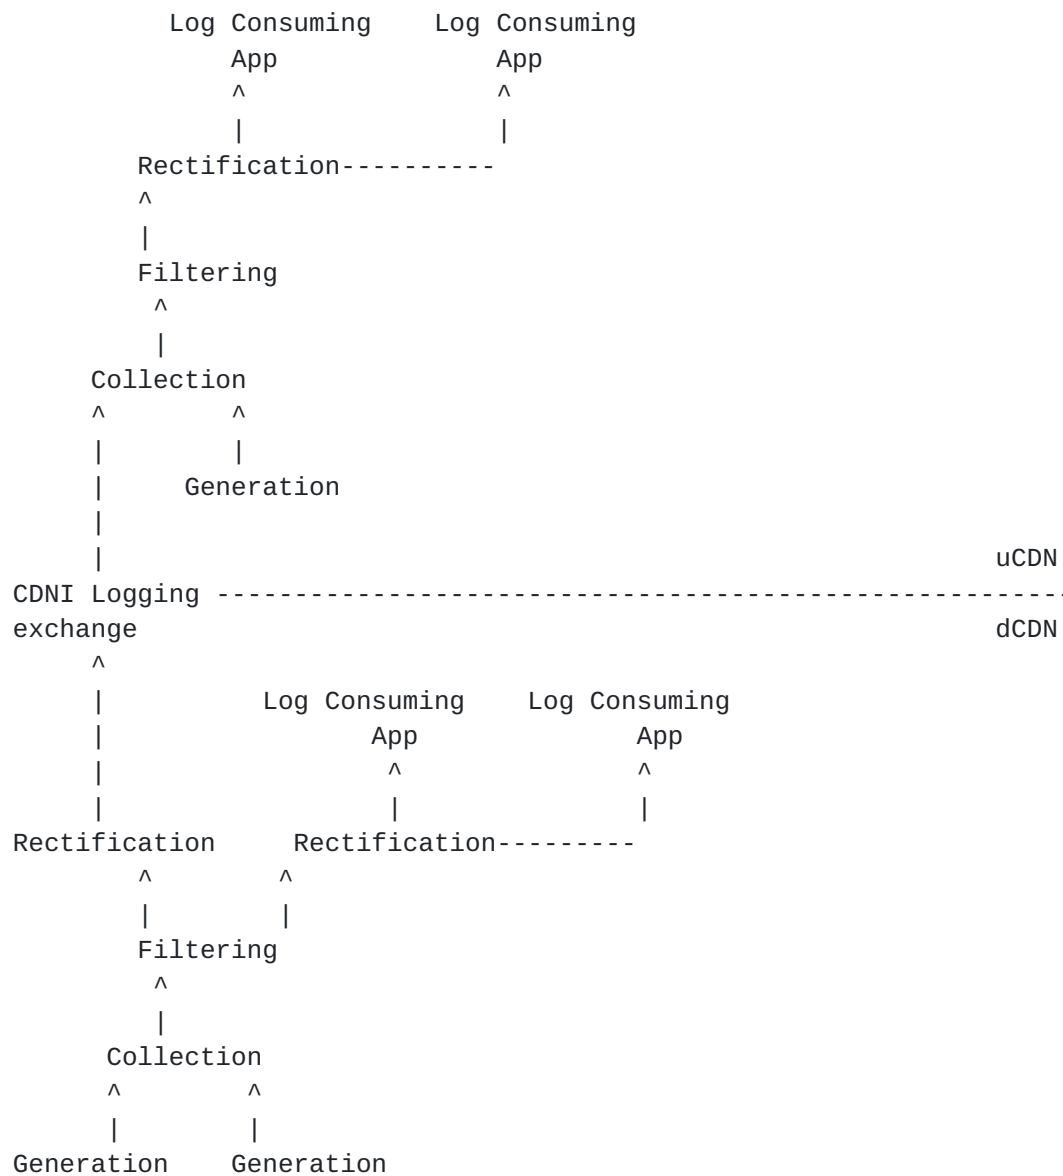 Log Consuming    Log Consuming
              App              App
              ^                ^
              |                |
        Rectification----------
        ^
        |
        Filtering
         ^
         |
     Collection
     ^        ^
     |        |
     |     Generation
     |
     |                                                         uCDN
CDNI Logging ------------------------------------------------------
exchange                                                       dCDN
     ^
     |          Log Consuming    Log Consuming
     |                 App              App
     |                  ^               ^
     |                  |               |
Rectification     Rectification---------
        ^        ^
        |        |
        Filtering
         ^
         |
      Collection
      ^        ^
      |        |
Generation    Generation